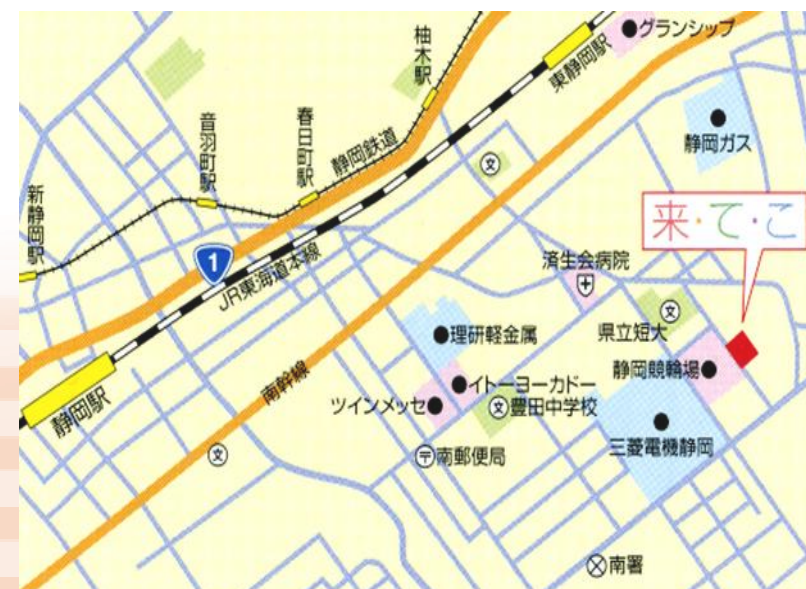 グランシップ
東静岡駅
柚木駅
静岡ガス
音羽町駅
春日町駅
静岡鉄道
文
新静岡駅
来・て・こ
1
JR東海道本線
済生会病院
文
県立短大
理研軽金属
静岡競輪場
静岡駅
南幹線
イトーヨーカドー
ツインメッセ
文
豊田中学校
三菱電機静岡
文
〒南郵便局
南署